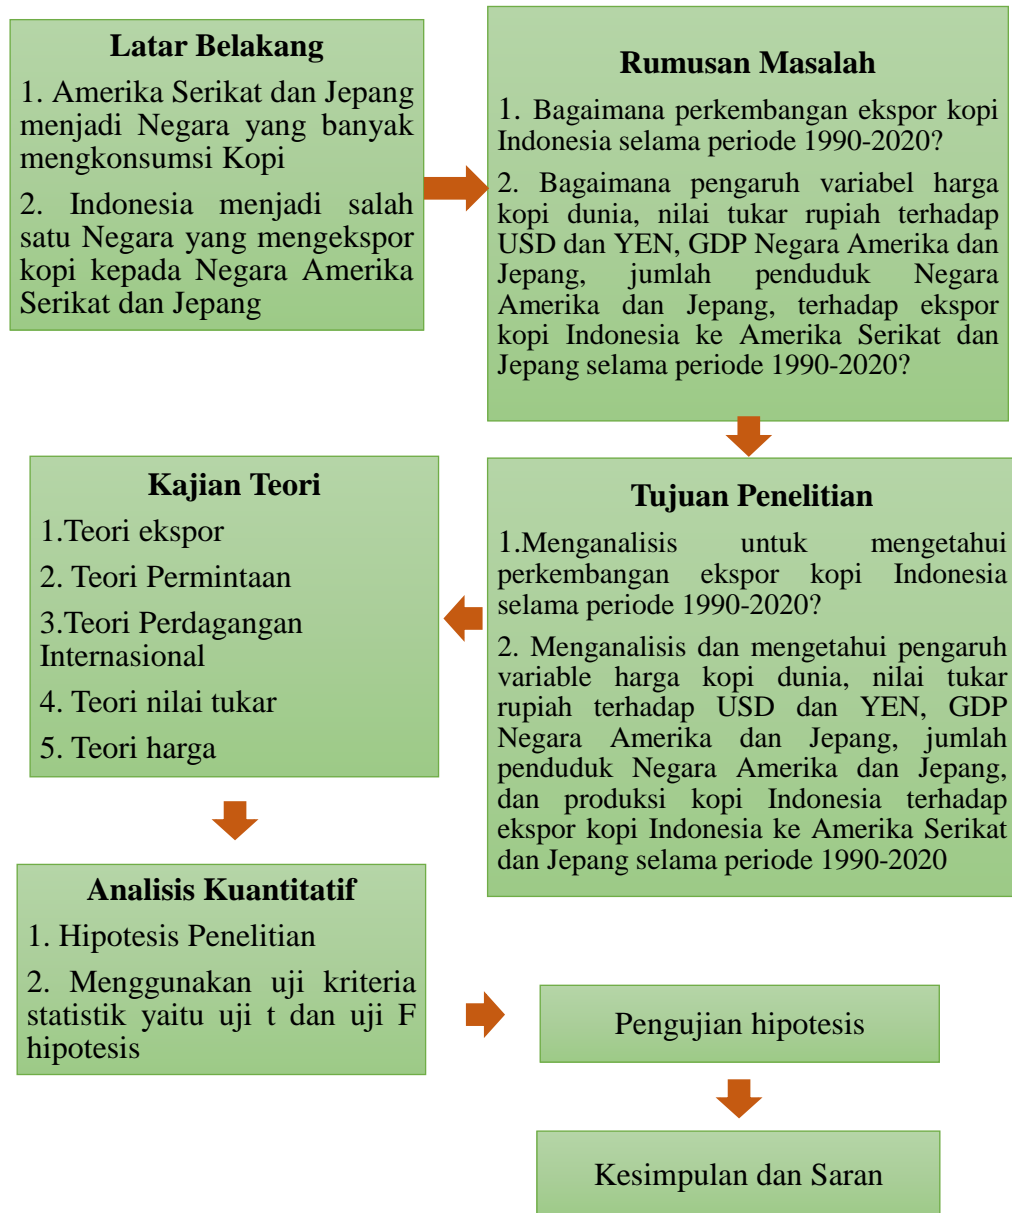 Latar Belakang
1. Amerika Serikat dan Jepang
menjadi Negara yang banyak
mengkonsumsi Kopi
2. Indonesia menjadi salah
satu Negara yang mengekspor
kopi kepada Negara Amerika
Serikat dan Jepang
Rumusan Masalah
1. Bagaimana perkembangan ekspor kopi
Indonesia selama periode 1990-2020?
2. Bagaimana pengaruh variabel harga
kopi dunia, nilai tukar rupiah terhadap
USD dan YEN, GDP Negara Amerika dan
Jepang, jumlah penduduk Negara
Amerika dan Jepang, terhadap ekspor
kopi Indonesia ke Amerika Serikat dan
Jepang selama periode 1990-2020?
Tujuan Penelitian
1.Menganalisis untuk mengetahui
perkembangan ekspor kopi Indonesia
selama periode 1990-2020?
2. Menganalisis dan mengetahui pengaruh
variable harga kopi dunia, nilai tukar
rupiah terhadap USD dan YEN, GDP
Negara Amerika dan Jepang, jumlah
penduduk Negara Amerika dan Jepang,
dan produksi kopi Indonesia terhadap
ekspor kopi Indonesia ke Amerika Serikat
dan Jepang selama periode 1990-2020
Kajian Teori
1.Teori ekspor
2. Teori Permintaan
3.Teori Perdagangan
Internasional
4. Teori nilai tukar
5. Teori harga
Analisis Kuantitatif
1. Hipotesis Penelitian
2. Menggunakan uji kriteria
statistik yaitu uji t dan uji F
hipotesis
Pengujian hipotesis
Kesimpulan dan Saran